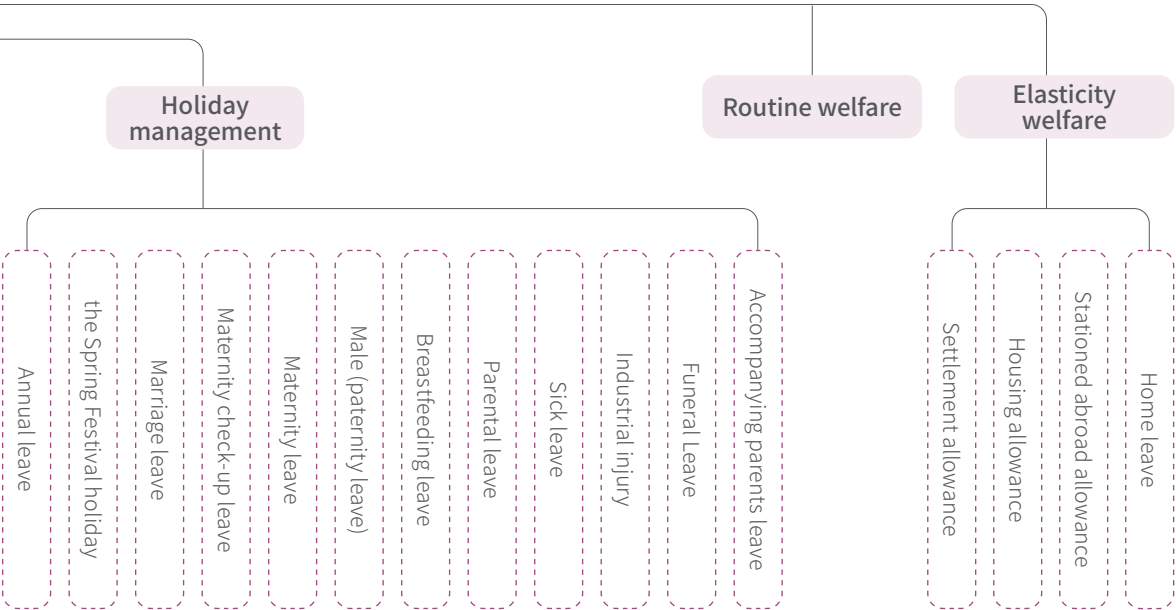 Holiday
management
Routine welfare
Elasticity
welfare
Annual leave
the Spring Festival holiday
Marriage leave
Maternity check-up leave
Maternity leave
Male (paternity leave)
Breastfeeding leave
Parental leave
Sick leave
Industrial injury
Funeral Leave
Accompanying parents leave
Settlement allowance
Housing allowance
Stationed abroad allowance
Home leave